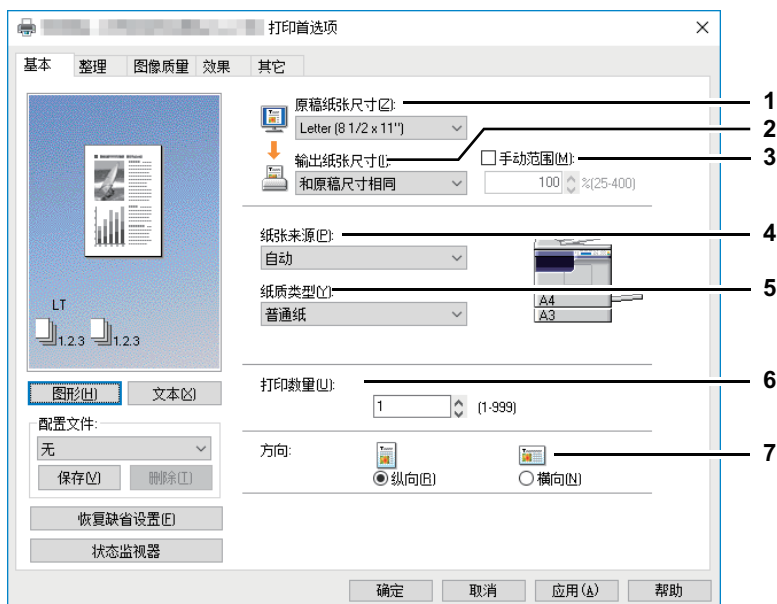 打印首选项
基本 整理 图像质量 效果 其它
原稿纸张尺寸(Z): 1
Letter (8 1/2 x 11") 2
输出纸张尺寸(I): 手动范围(M): 3
和原稿尺寸相同 100 %(25-400)
纸张来源(P): 4
自动
纸质类型(Y): 5
普通纸
A4
A3
LT
1.2.3 1.2.3
图形(H) 文本(X)
打印数量(U): 6
1 (1-999)
配置文件:
无
保存(V) 删除(T)
方向: 7
纵向(R) 横向(N)
恢复缺省设置(F)
状态监视器
确定 取消 应用(A) 帮助